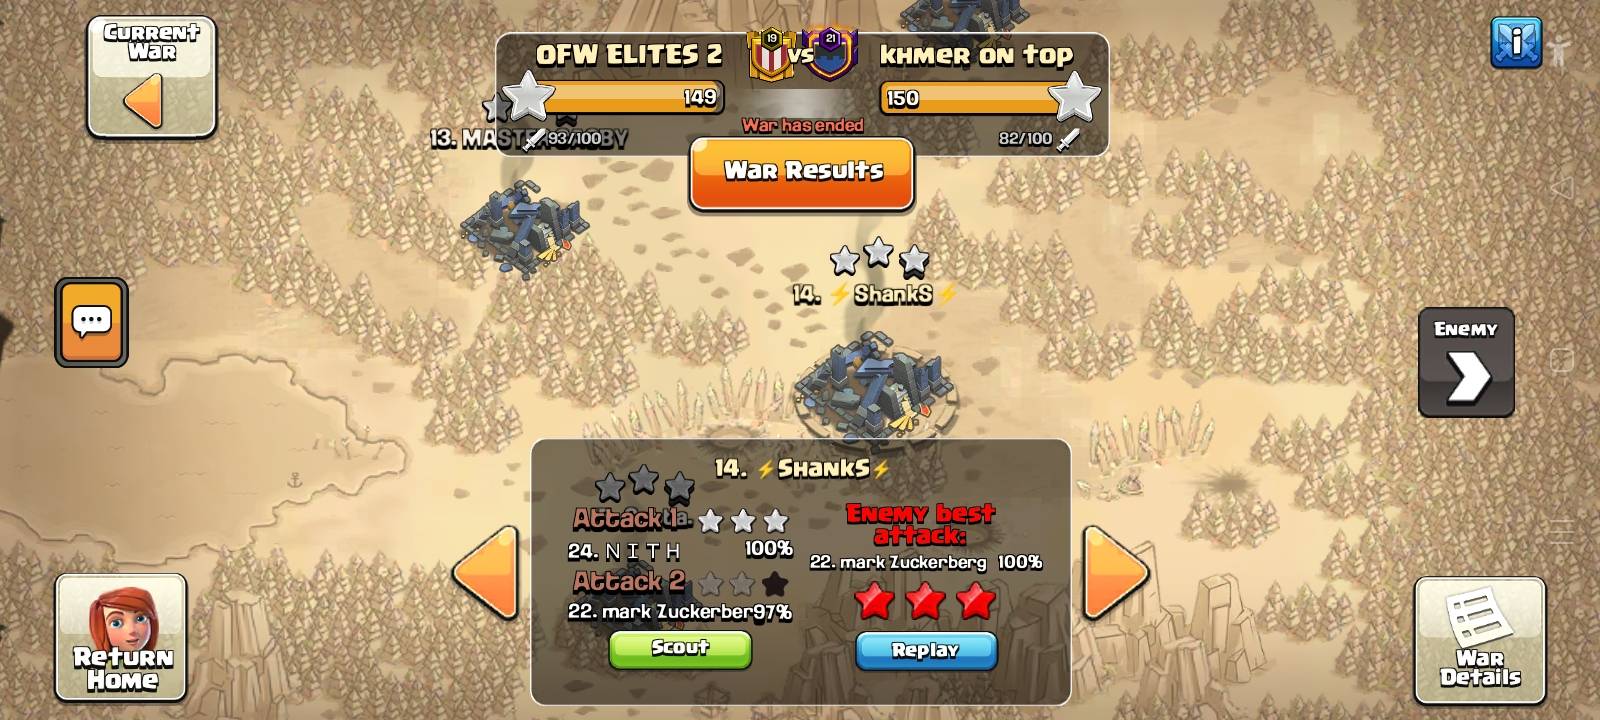 Current
War
OFW ELITES 2
19
vs
21
kHMER ON TOP
149
150
13.
93/100
War has ended
82/100
War Results
14. ⚡ShankS⚡
ENEMY
14. ⚡ShankS⚡
Attack 1
24. N I T H 100%
Attack 2
22. mark Zuckerber97%
Scout
Enemy best
attack:
22. mark Zuckerberg 100%
Replay
Return
Home
War
Details